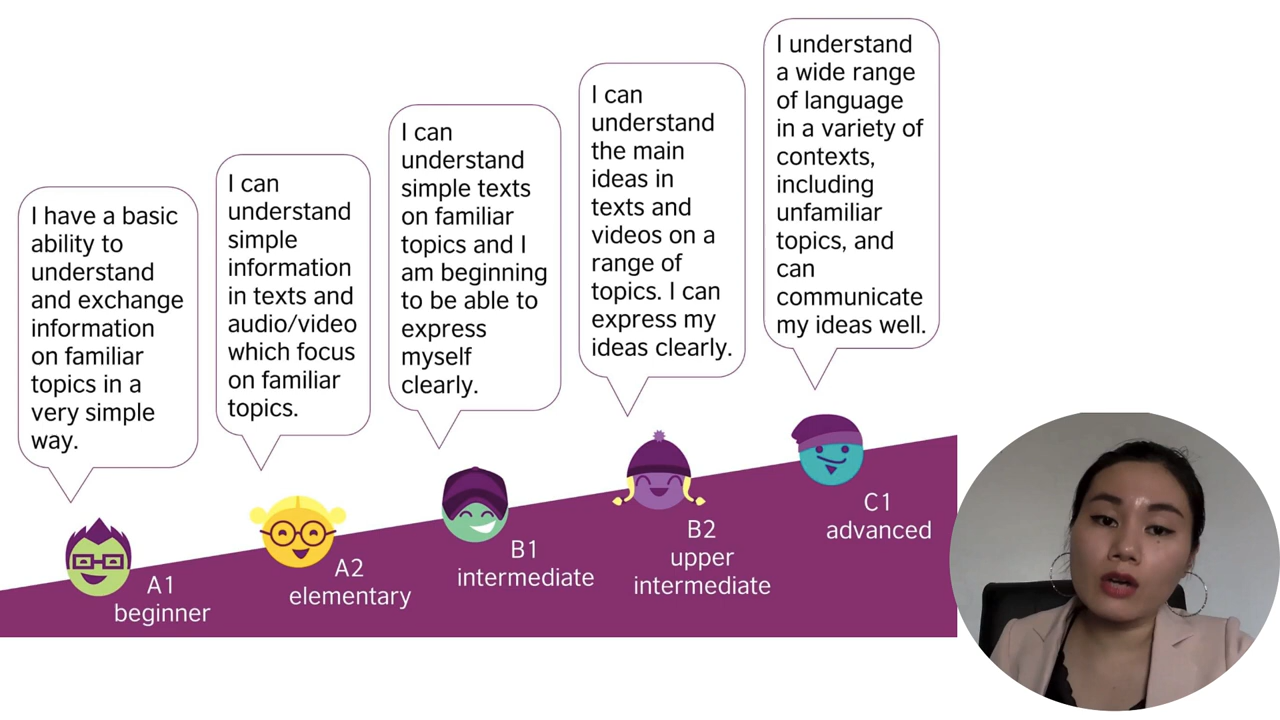 I have a basic
ability to
understand
and exchange
information
on familiar
topics in a
very simple
way.
I can
understand
simple
information
in texts and
audio/video
which focus
on familiar
topics.
I can
understand
simple texts
on familiar
topics and I
am beginning
to be able to
express
myself
clearly.
I can
understand
the main
ideas in
texts and
videos on a
range of
topics. I can
express my
ideas clearly.
I understand
a wide range
of language
in a variety of
contexts,
including
unfamiliar
topics, and
can
communicate
my ideas well.
A1
beginner
A2
elementary
B1
intermediate
B2
upper
intermediate
C1
advanced